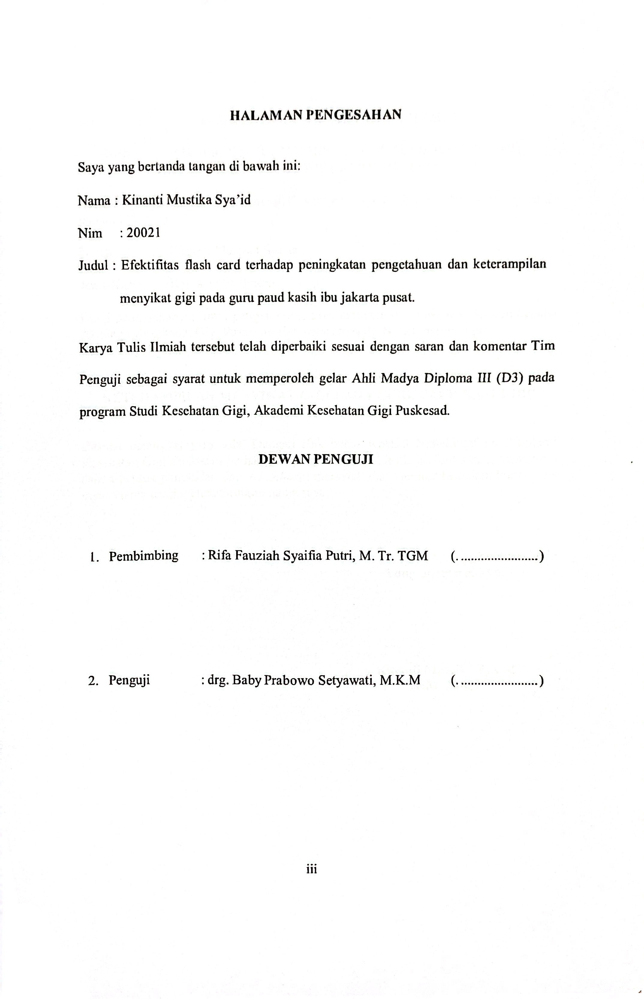 HALAMAN PENGESAHAN
Saya yang bertanda tangan di bawah ini:
Nama : Kinanti Mustika Sya’id
Nim : 20021
Judul : Efektifitas flash card terhadap peningkatan pengetahuan dan keterampilan
menyikat gigi pada guru paud kasih ibu jakarta pusat.
Karya Tulis Ilmiah tersebut telah diperbaiki sesuai dengan saran dan komentar Tim
Penguji sebagai syarat untuk memperoleh gelar Ahli Madya Diploma III (D3) pada
program Studi Kesehatan Gigi, Akademi Kesehatan Gigi Puskesad.
DEWAN PENGUJI
1. Pembimbing : Rifa Fauziah Syaifia Putri, M. Tr. TGM (. ........................)
2. Penguji : drg. Baby Prabowo Setyawati, M.K.M (. ........................)
iii